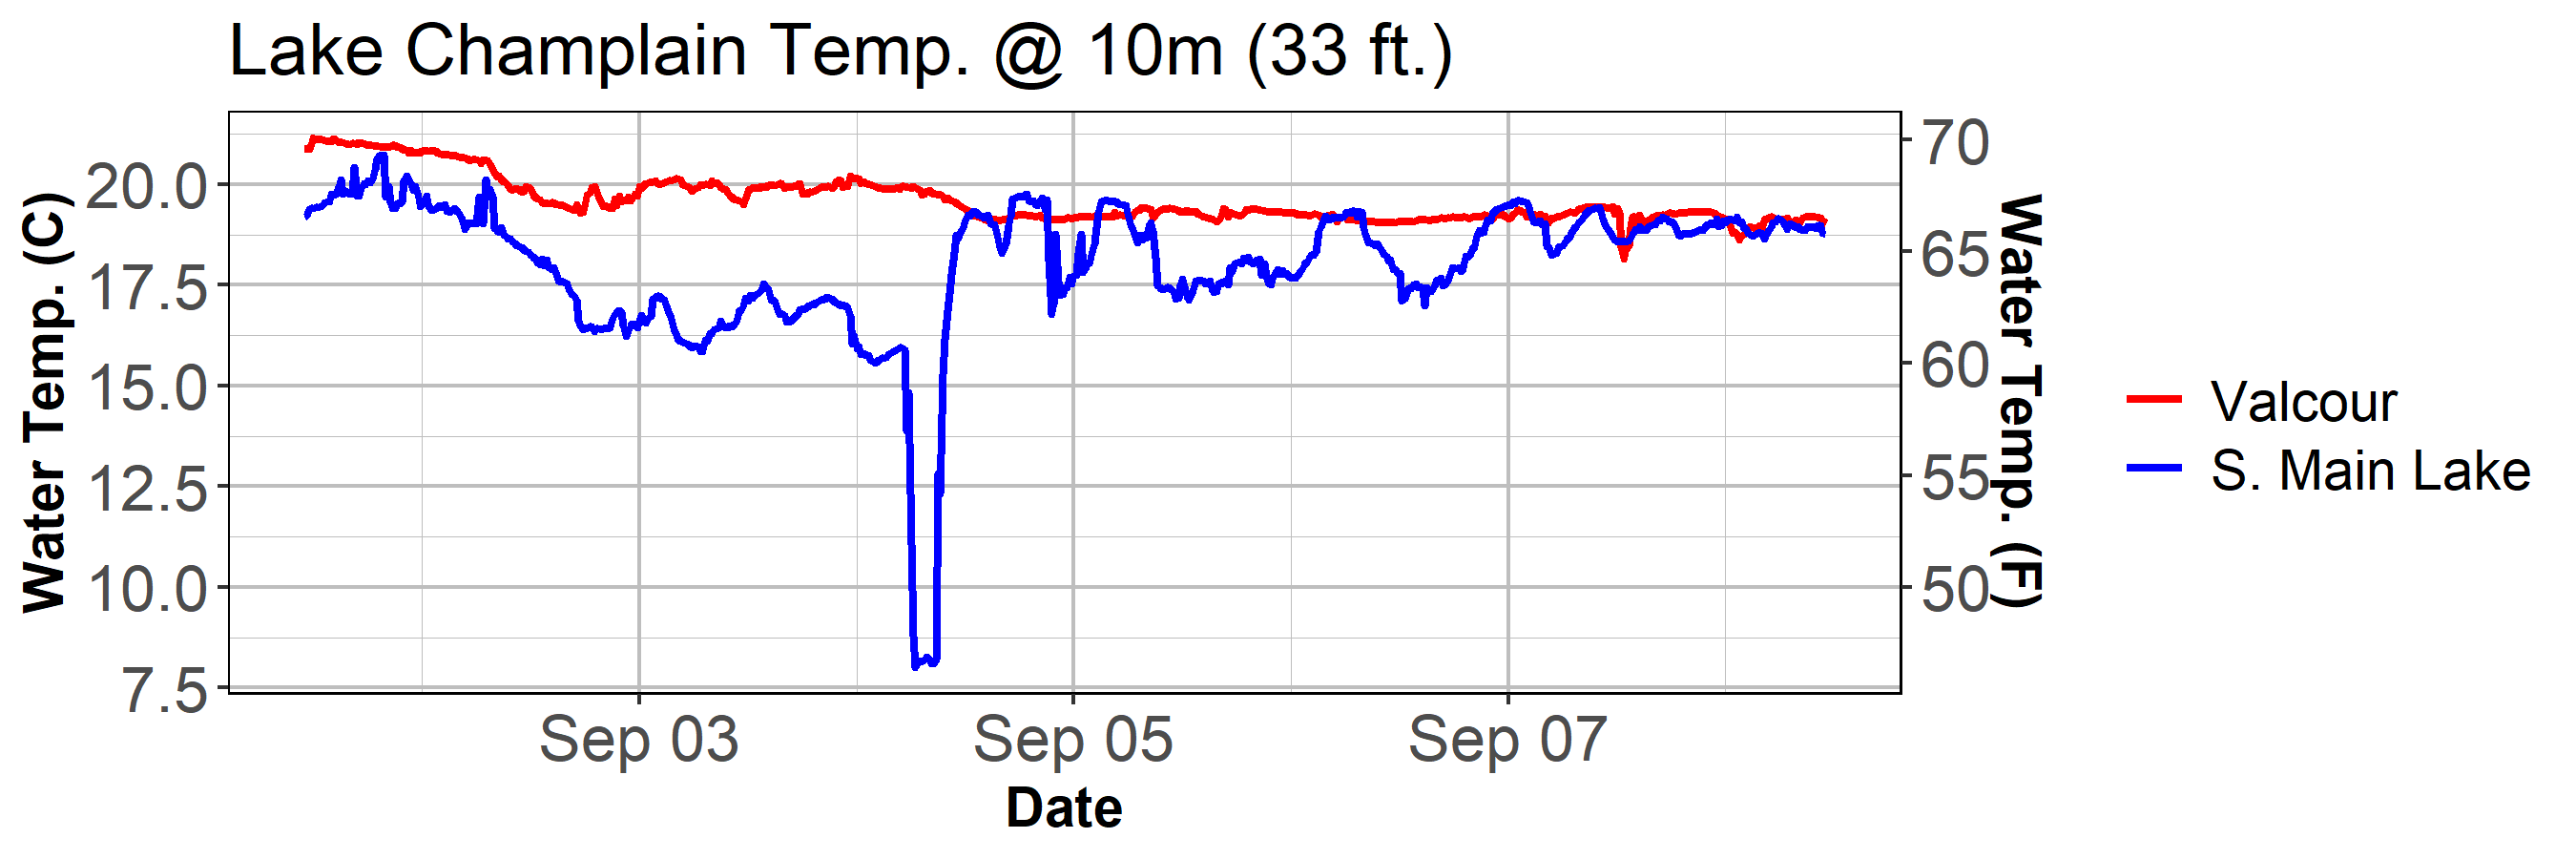 Lake Champlain Temp. @ 10m (33 ft.)
Water Temp. (C)
20.0
17.5
15.0
12.5
10.0
7.5
70
65
60
55
50
Water Temp. (F)
Sep 03
Sep 05
Sep 07
Date
Valcour
S. Main Lake